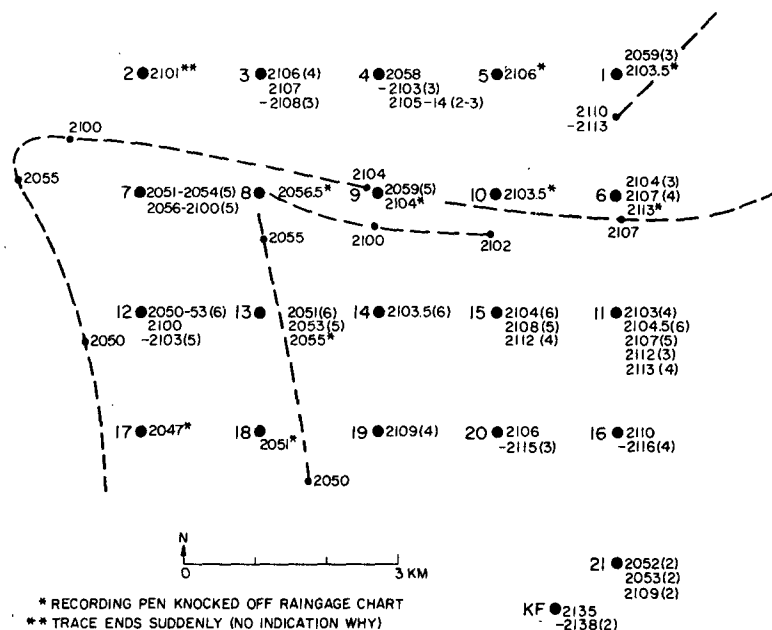 2059(3)
2 2101** 3 2106(4) 4 2058 5 2106* 1 2103.5*
2107 -2103(3)
-2108(3) 2105-14(2-3)
2110
-2113
2100
2055
2104
7 2051-2054(5) 8 2056.5* 9 2059(5) 10 2103.5* 6 2104(3)
2056-2100(5) 2104* 2107(4)
2113*
2055 2100 2102 2107
12 2050-53(6) 13 2051(6) 14 2103.5(6) 15 2104(6) 11 2103(4)
2100 2053(5) 2108(5) 2104.5(6)
-2103(5) 2055* 2112(4) 2107(5)
2112(3)
2113(4)
2050
17 2047* 18 2051* 19 2109(4) 20 2106 16 2110
-2115(3) -2116(4)
2050
N
0 3 KM
21 2052(2)
2053(2)
2109(2)
* RECORDING PEN KNOCKED OFF RAINGAGE CHART
** TRACE ENDS SUDDENLY (NO INDICATION WHY)
KF 2135
-2138(2)